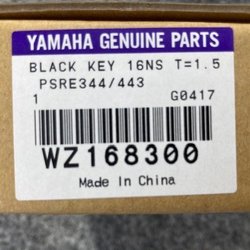 YAMAHA GENUINE PARTS
BLACK KEY 16NS T=1.5
PSRE344/443
1 G0417
WZ168300
Made In China